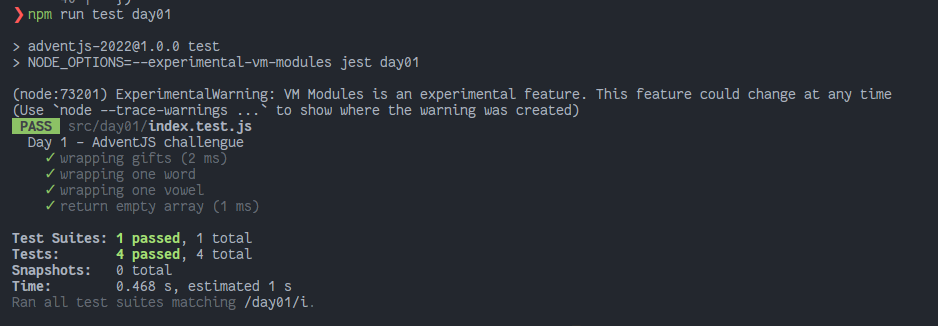 ❯ npm run test day01
> adventjs-2022@1.0.0 test
> NODE_OPTIONS=--experimental-vm-modules jest day01
(node:73201) ExperimentalWarning: VM Modules is an experimental feature. This feature could change at any time
(Use `node --trace-warnings ...` to show where the warning was created)
PASS src/day01/index.test.js
Day 1 - AdventJS challengue
✓ wrapping gifts (2 ms)
✓ wrapping one word
✓ wrapping one vowel
✓ return empty array (1 ms)
Test Suites: 1 passed, 1 total
Tests: 4 passed, 4 total
Snapshots: 0 total
Time: 0.468 s, estimated 1 s
Ran all test suites matching /day01/i.